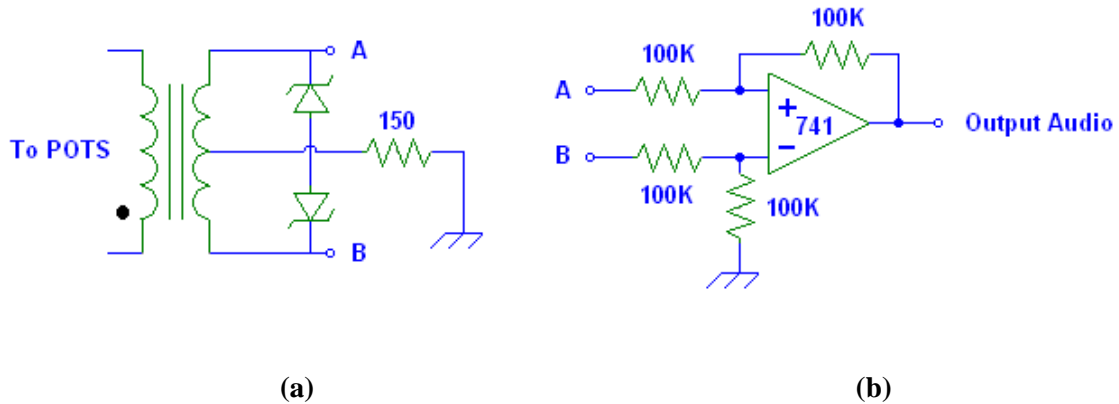 A
150
To POTS
B
(a)
100K
100K
A
+
741
Output Audio
B
−
100K
100K
(b)